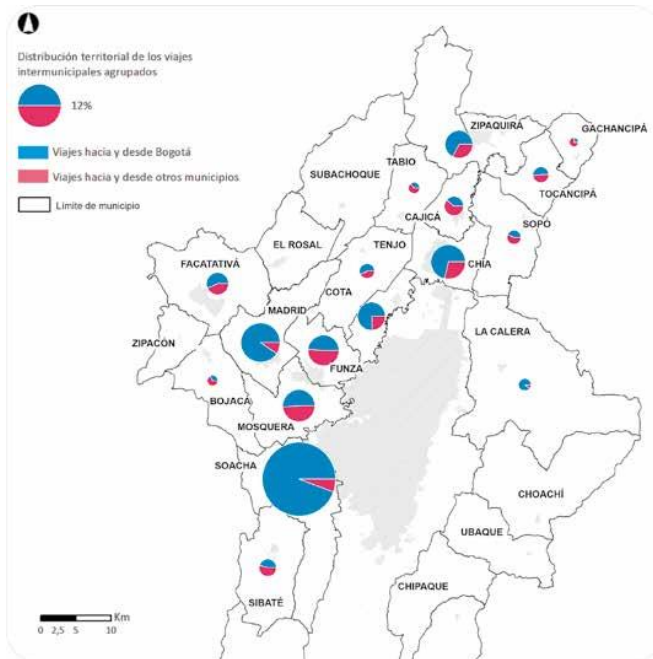 Distribución territorial de los viajes
intermunicipales agrupados
12%
Viajes hacia y desde Bogotá
Viajes hacia y desde otros municipios
Límite de municipio
ZIPAQUIRÁ
GACHANCIPÁ
TABIO
SUBACHOQUE
TOCANCIPÁ
CAJICÁ
SOPÓ
EL ROSAL
TENJO
CHÍA
FACATATIVÁ
COTA
MADRID
LA CALERA
ZIPACÓN
FUNZA
BOJACA
MOSQUERA
SOACHA
CHOACHÍ
UBAQUE
CHIPAQUE
SIBATÉ
Km
0 2,5 5 10